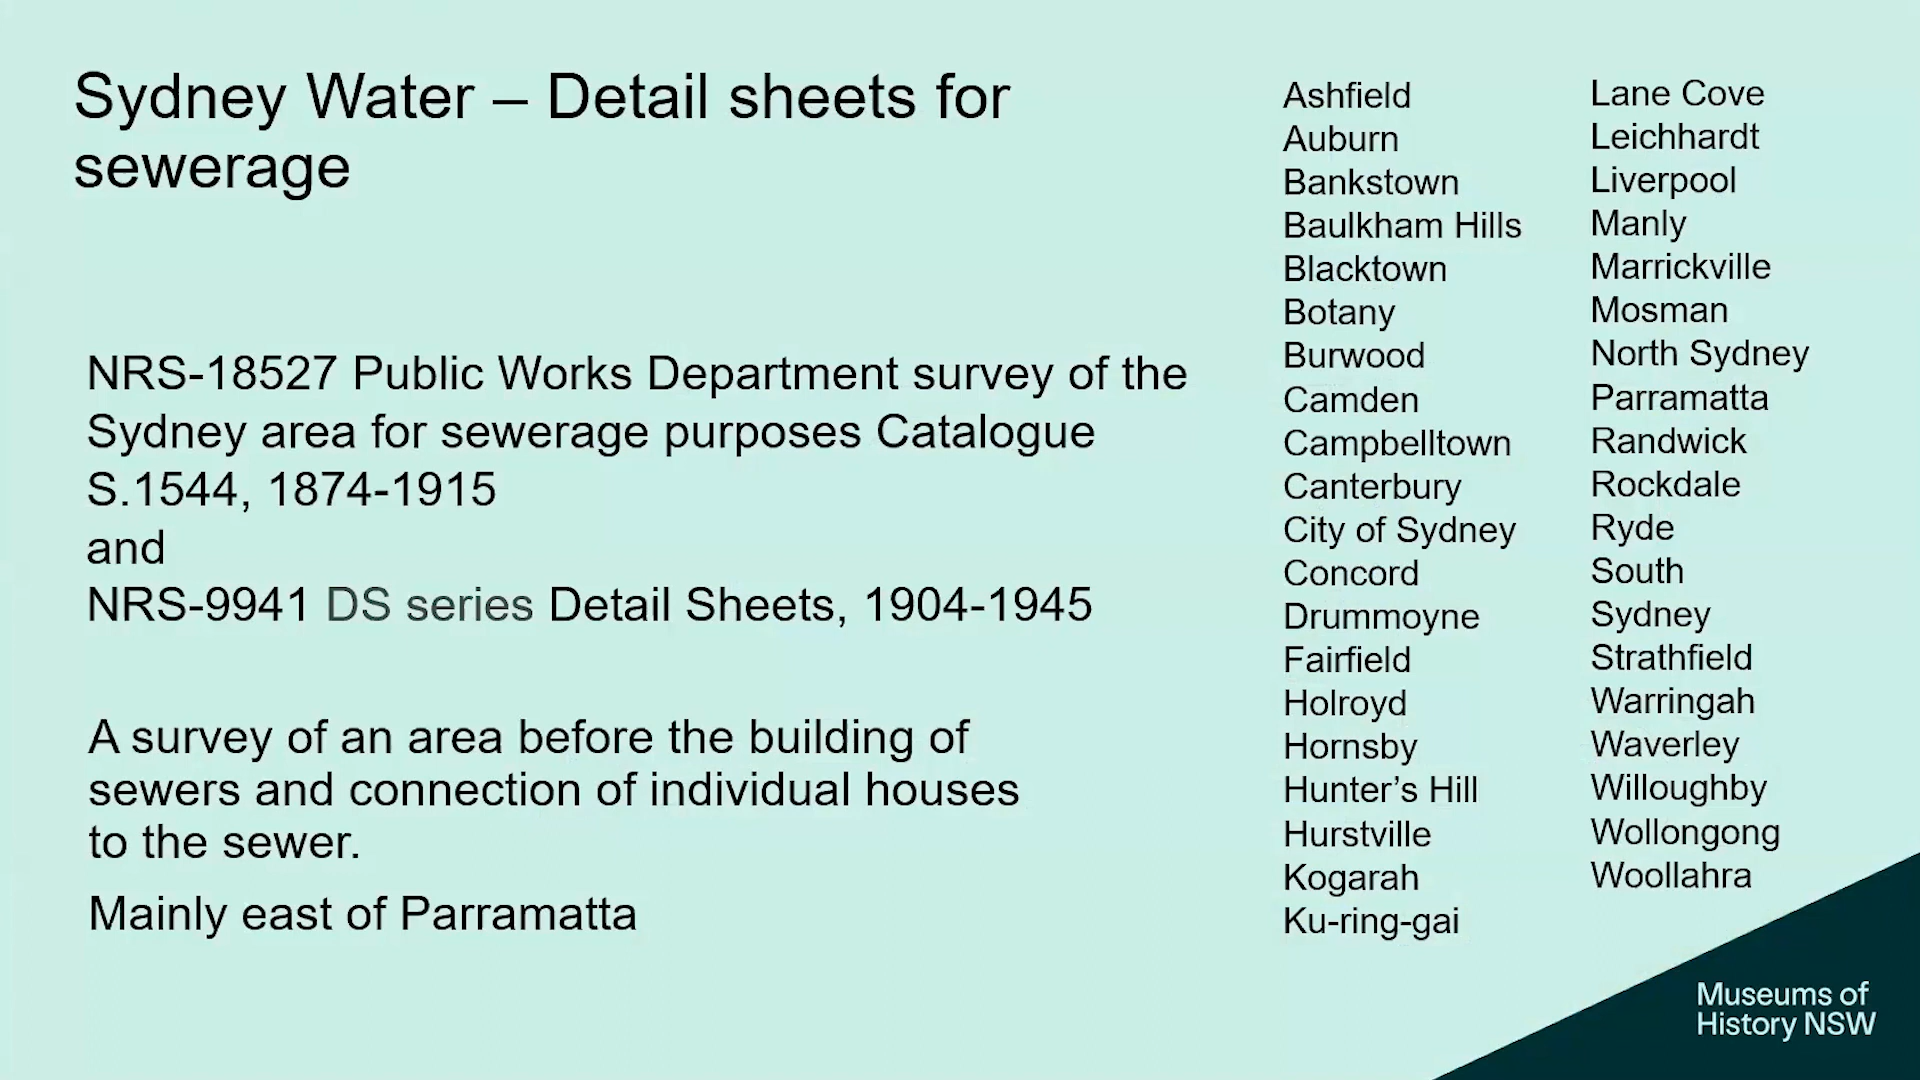 Sydney Water – Detail sheets for
sewerage
NRS-18527 Public Works Department survey of the
Sydney area for sewerage purposes Catalogue
S.1544, 1874-1915
and
NRS-9941 DS series Detail Sheets, 1904-1945
A survey of an area before the building of
sewers and connection of individual houses
to the sewer.
Mainly east of Parramatta
Ashfield
Auburn
Bankstown
Baulkham Hills
Blacktown
Botany
Burwood
Camden
Campbelltown
Canterbury
City of Sydney
Concord
Drummoyne
Fairfield
Holroyd
Hornsby
Hunter’s Hill
Hurstville
Kogarah
Ku-ring-gai
Lane Cove
Leichhardt
Liverpool
Manly
Marrickville
Mosman
North Sydney
Parramatta
Randwick
Rockdale
Ryde
South
Sydney
Strathfield
Warringah
Waverley
Willoughby
Wollongong
Woollahra
Museums of
History NSW